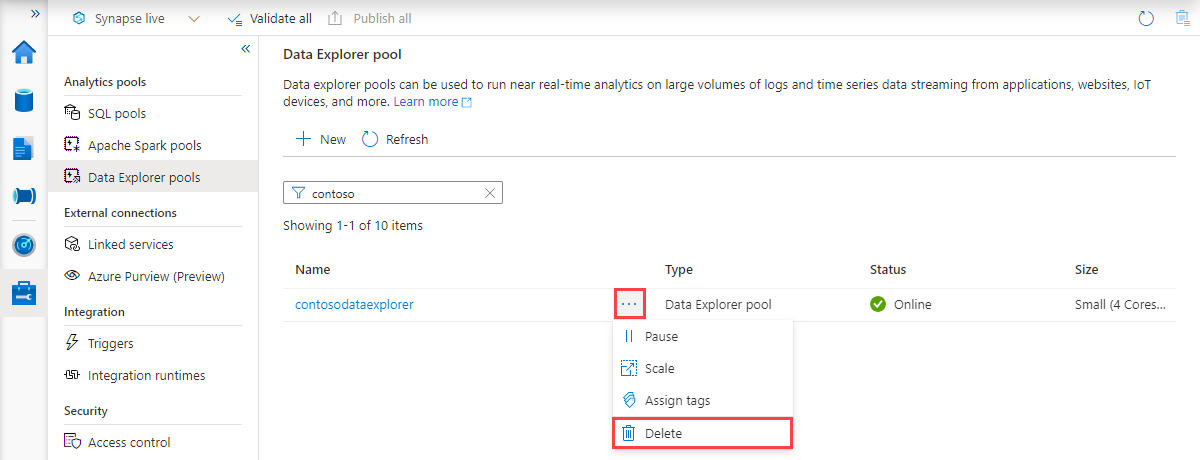 Synapse live
Validate all
Publish all
Analytics pools
SQL pools
Apache Spark pools
Data Explorer pools
External connections
Linked services
Azure Purview (Preview)
Integration
Triggers
Integration runtimes
Security
Access control
Data Explorer pool
Data explorer pools can be used to run near real-time analytics on large volumes of logs and time series data streaming from applications, websites, IoT
devices, and more. Learn more
New
Refresh
contoso
Showing 1-1 of 10 items
Name Type Status Size
contosodataexplorer ... Data Explorer pool Online Small (4 Cores...
Pause
Scale
Assign tags
Delete